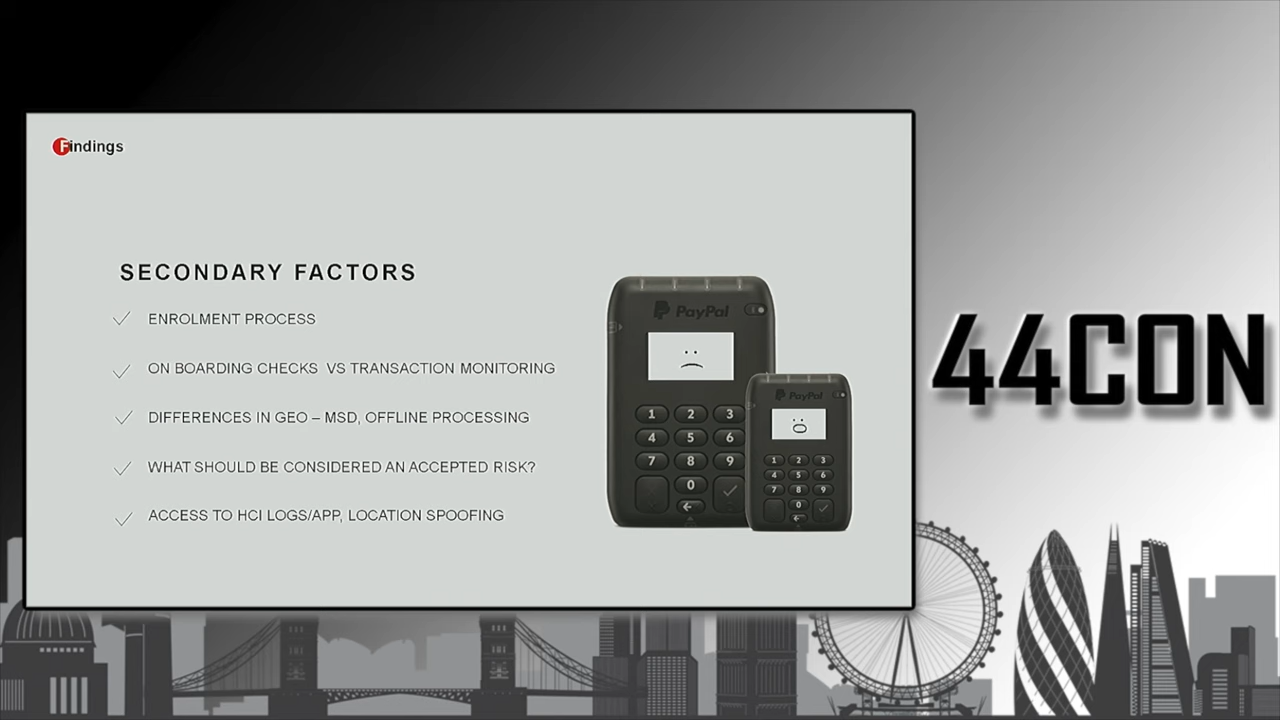 Findings
SECONDARY FACTORS
ENROLMENT PROCESS
ON BOARDING CHECKS VS TRANSACTION MONITORING
DIFFERENCES IN GEO – MSD, OFFLINE PROCESSING
WHAT SHOULD BE CONSIDERED AN ACCEPTED RISK?
ACCESS TO HCI LOGS/APP, LOCATION SPOOFING
PayPal
1 2 3
4 5 6
7 8 9
0
PayPal
1 2 3
4 5 6
7 8 9
0
44CON